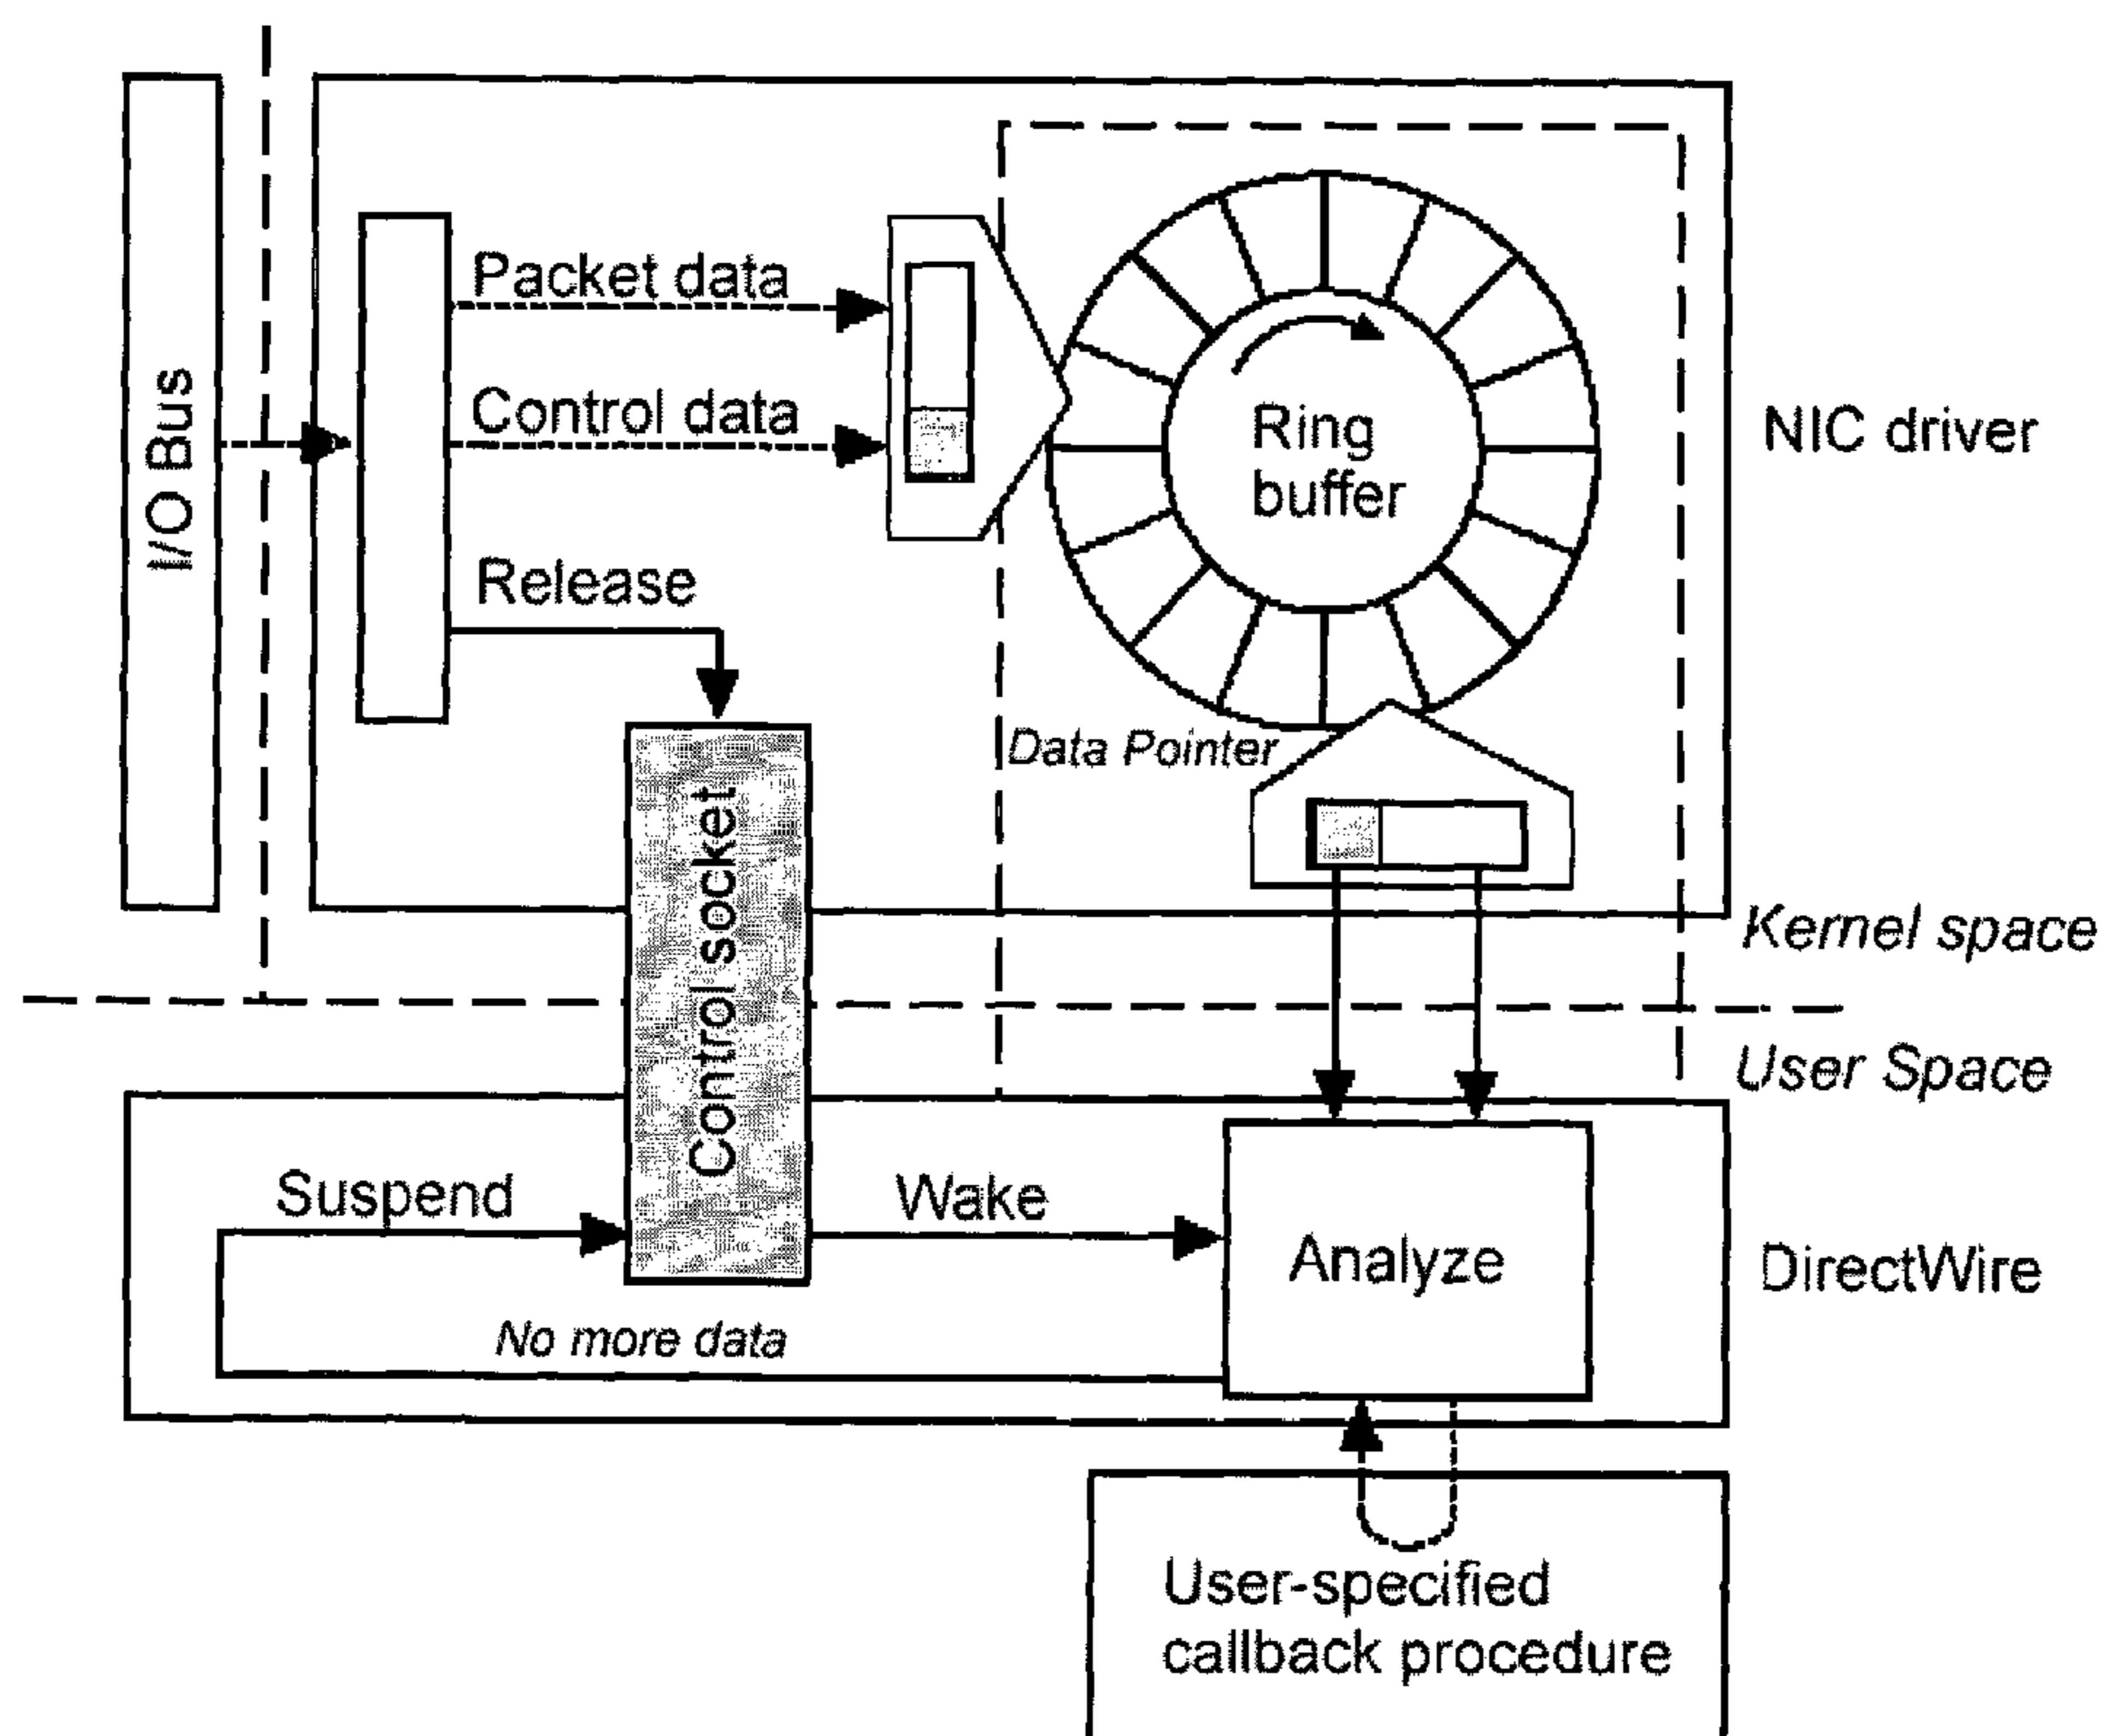 I/O Bus
Packet data
Control data
Release
Ring
buffer
NIC driver
Data Pointer
Control socket
Kernel space
User Space
Suspend
Wake
Analyze
DirectWire
No more data
User-specified
callback procedure